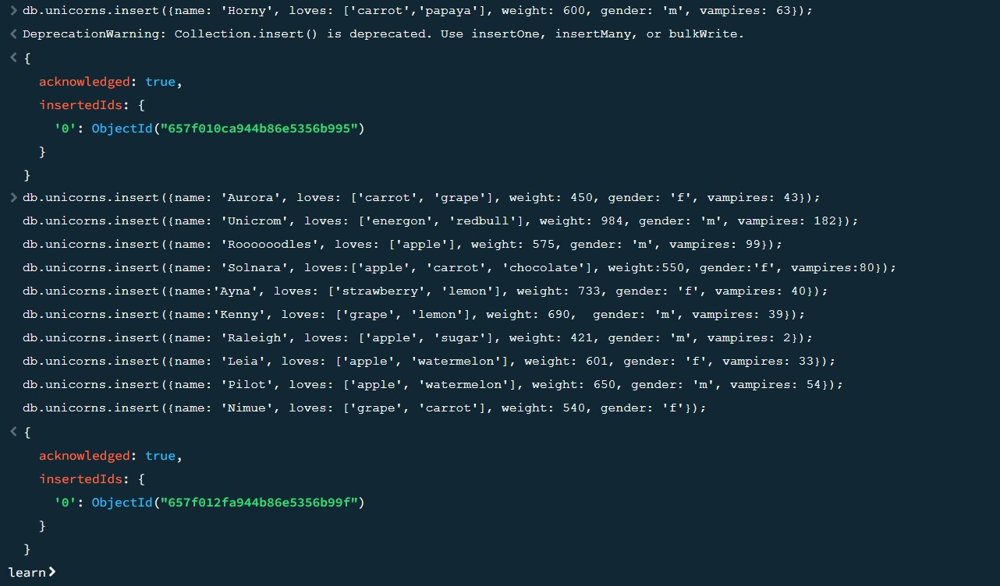 > db.unicorns.insert({name: 'Horny', loves: ['carrot','papaya'], weight: 600, gender: 'm', vampires: 63});
< DeprecationWarning: Collection.insert() is deprecated. Use insertOne, insertMany, or bulkWrite.
< {
acknowledged: true,
insertedIds: {
'0': ObjectId("657f010ca944b86e5356b995")
}
}
> db.unicorns.insert({name: 'Aurora', loves: ['carrot', 'grape'], weight: 450, gender: 'f', vampires: 43});
db.unicorns.insert({name: 'Unicrom', loves: ['energon', 'redbull'], weight: 984, gender: 'm', vampires: 182});
db.unicorns.insert({name: 'Roooooodles', loves: ['apple'], weight: 575, gender: 'm', vampires: 99});
db.unicorns.insert({name: 'Solnara', loves:['apple', 'carrot', 'chocolate'], weight:550, gender:'f', vampires:80});
db.unicorns.insert({name:'Ayna', loves: ['strawberry', 'lemon'], weight: 733, gender: 'f', vampires: 40});
db.unicorns.insert({name:'Kenny', loves: ['grape', 'lemon'], weight: 690,  gender: 'm', vampires: 39});
db.unicorns.insert({name: 'Raleigh', loves: ['apple', 'sugar'], weight: 421, gender: 'm', vampires: 2});
db.unicorns.insert({name: 'Leia', loves: ['apple', 'watermelon'], weight: 601, gender: 'f', vampires: 33});
db.unicorns.insert({name: 'Pilot', loves: ['apple', 'watermelon'], weight: 650, gender: 'm', vampires: 54});
db.unicorns.insert({name: 'Nimue', loves: ['grape', 'carrot'], weight: 540, gender: 'f'});
< {
acknowledged: true,
insertedIds: {
'0': ObjectId("657f012fa944b86e5356b99f")
}
}
learn>